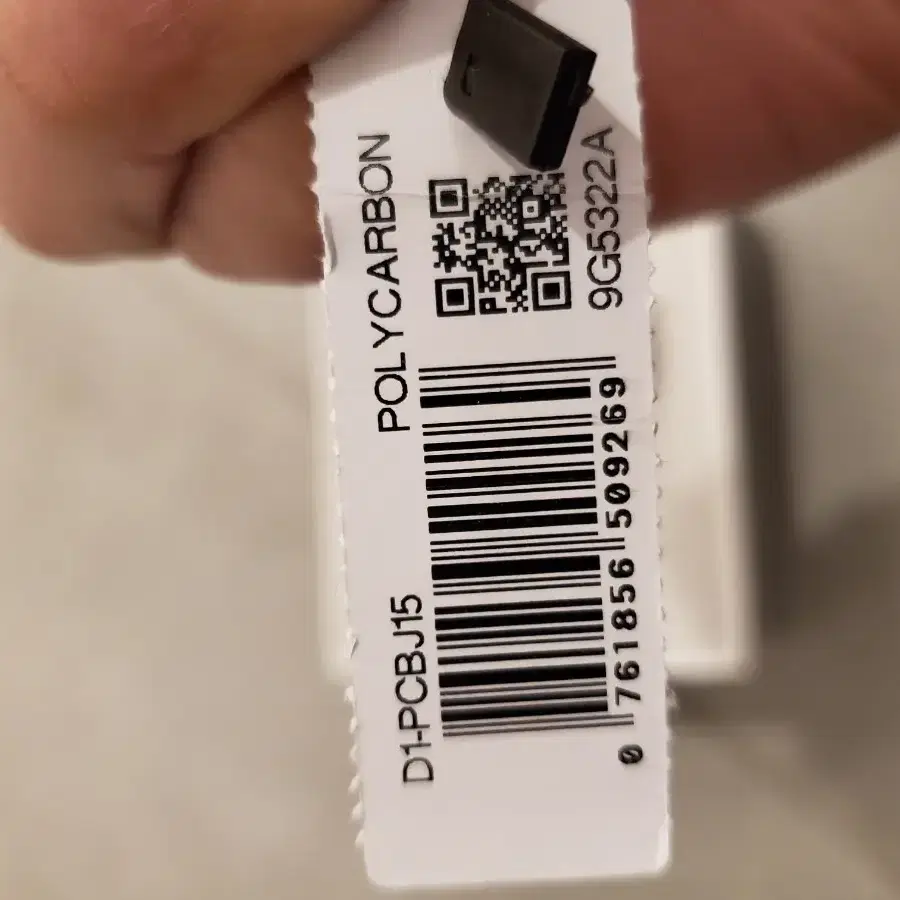 D1-PCBJ15 POLYCARBON
0 761856 509269
9G5322A